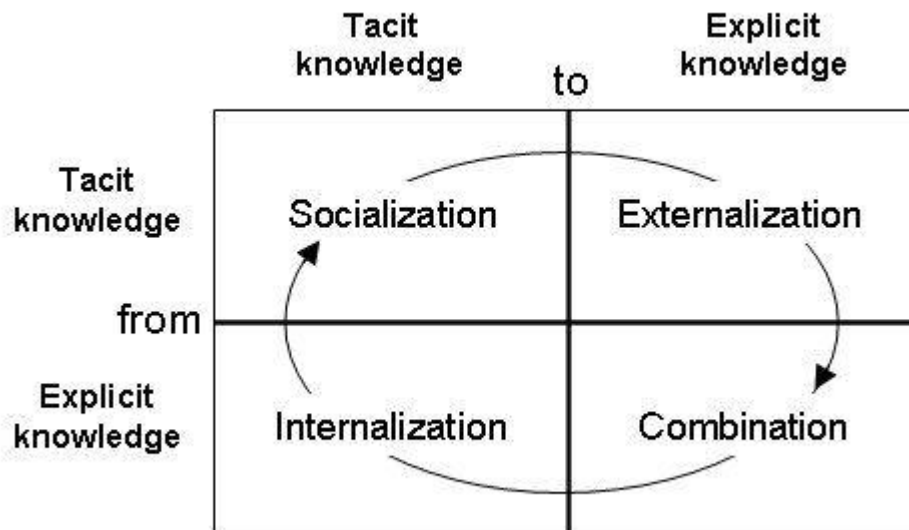 Tacit
knowledge
Explicit
knowledge
to
Tacit
knowledge
Socialization
Externalization
from
Explicit
knowledge
Internalization
Combination